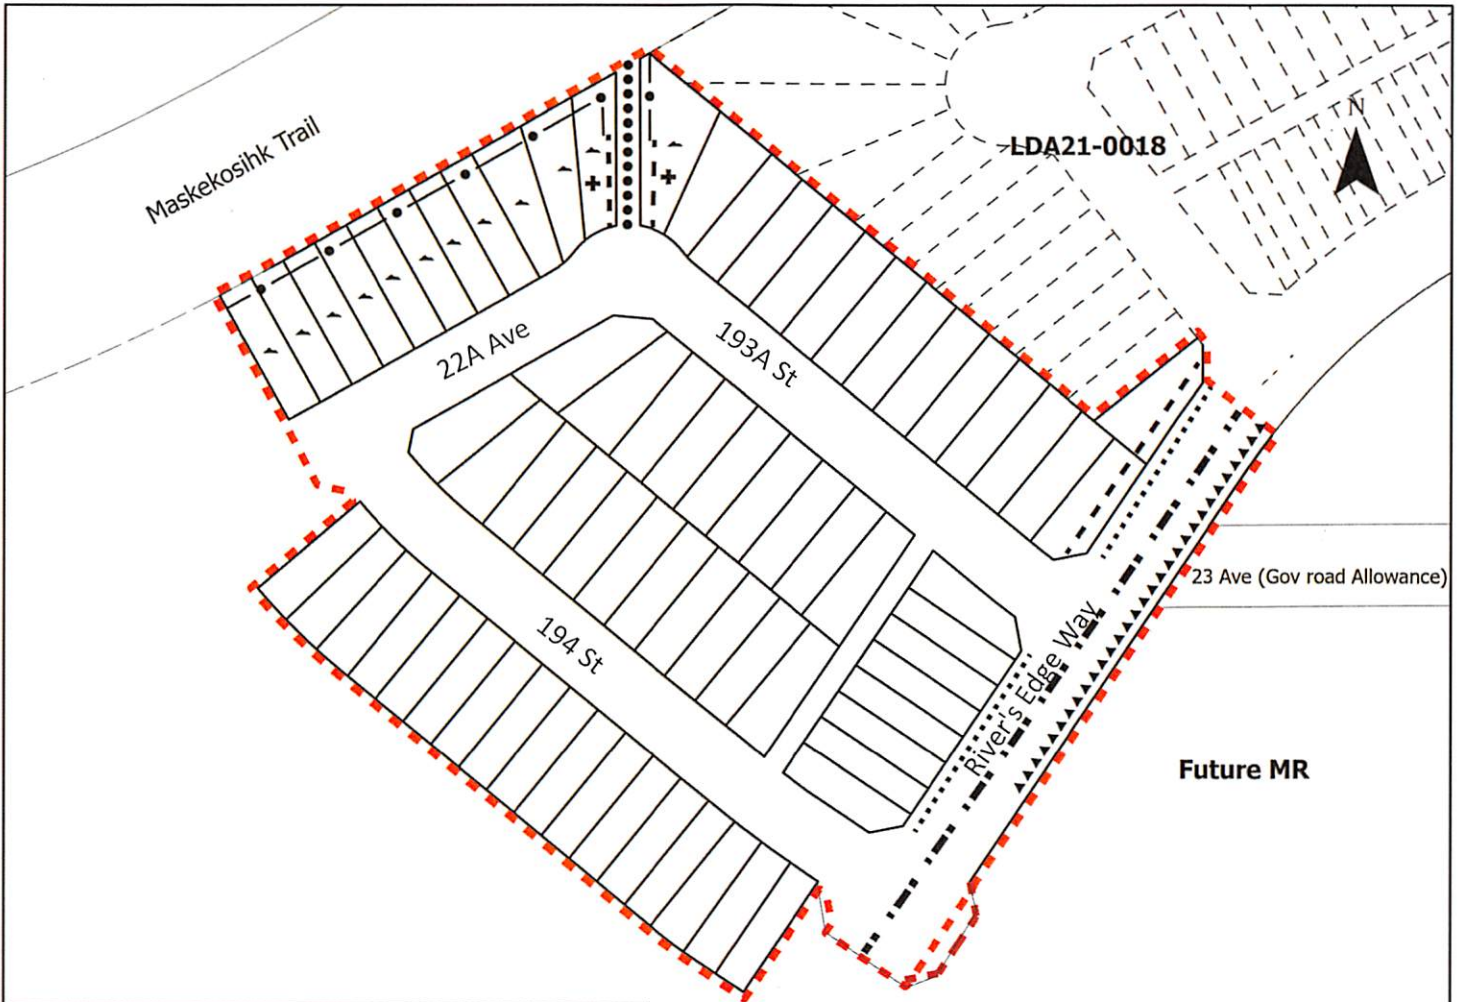 N
LDA21-0018
Maskekosihk Trail
22A Ave
193A St
23 Ave (Gov road Allowance)
194 St
River's Edge Way
Future MR